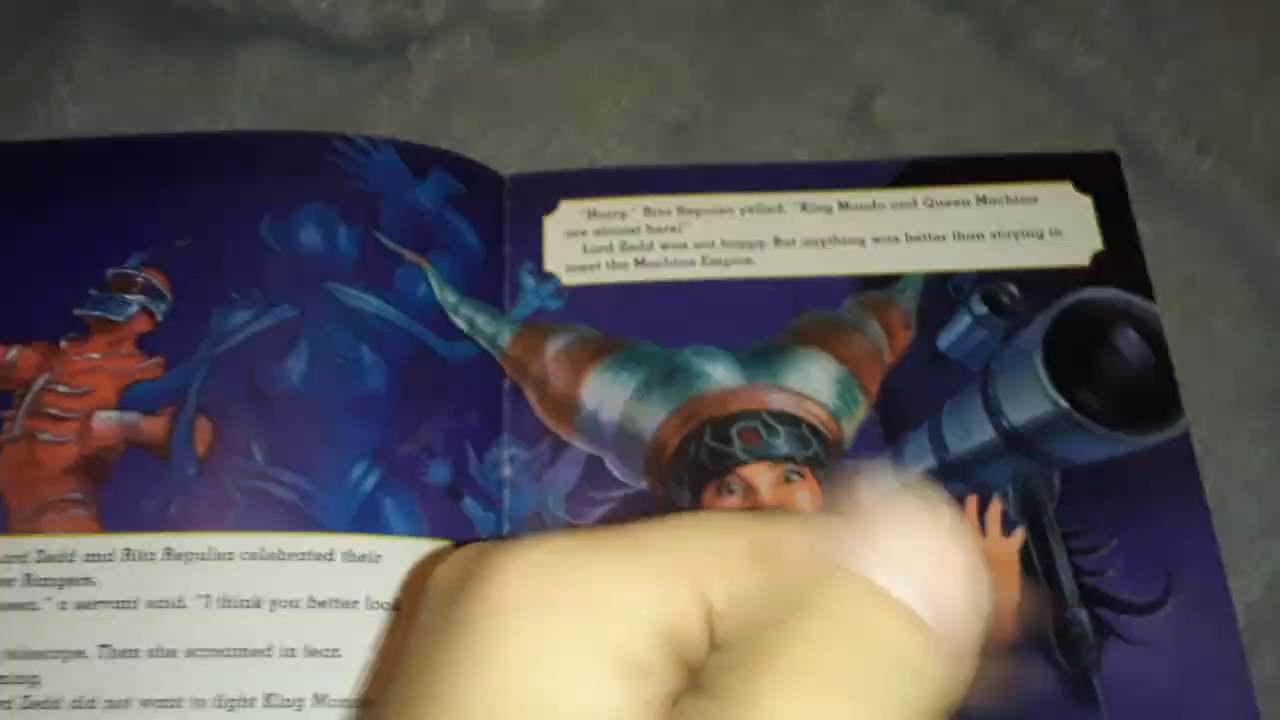 Zedd and Rita Repulsa celebrated their
Rangers.
a servant said. "I think you better look
telescope. Then she screamed in fear.
Zedd did not want to fight King Mondo
"Hurry," Rita Repulsa yelled. "King Mondo and Queen Machina
are almost here!"
Lord Zedd was not happy. But anything was better than staying to
meet the Machine Empire.